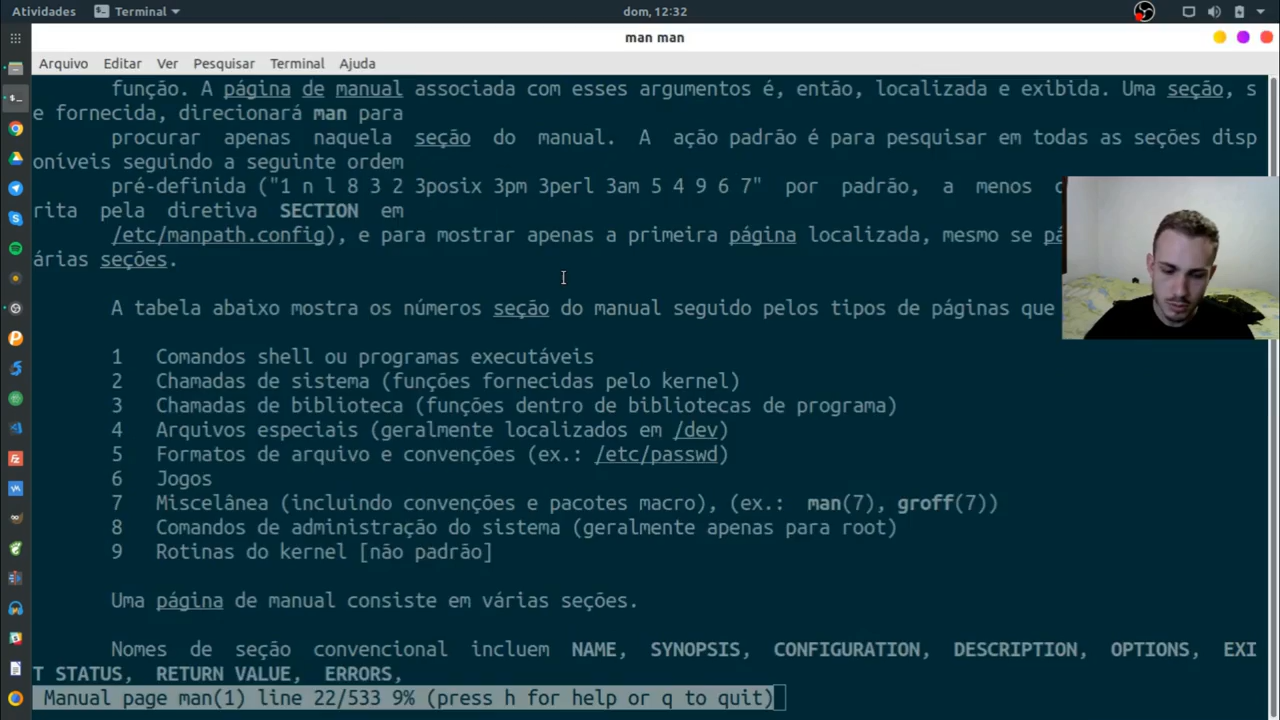 Atividades Terminal dom, 12:32
man man
Arquivo Editar Ver Pesquisar Terminal Ajuda
função. A página de manual associada com esses argumentos é, então, localizada e exibida. Uma seção, s
e fornecida, direcionará man para
procurar apenas naquela seção do manual. A ação padrão é para pesquisar em todas as seções disp
oníveis seguindo a seguinte ordem
pré-definida ("1 n l 8 3 2 3posix 3pm 3perl 3am 5 4 9 6 7" por padrão, a menos
rita pela diretiva SECTION em
/etc/manpath.config), e para mostrar apenas a primeira página localizada, mesmo se
árias seções.
A tabela abaixo mostra os números seção do manual seguido pelos tipos de páginas que
1 Comandos shell ou programas executáveis
2 Chamadas de sistema (funções fornecidas pelo kernel)
3 Chamadas de biblioteca (funções dentro de bibliotecas de programa)
4 Arquivos especiais (geralmente localizados em /dev)
5 Formatos de arquivo e convenções (ex.: /etc/passwd)
6 Jogos
7 Miscelânea (incluindo convenções e pacotes macro), (ex.: man(7), groff(7))
8 Comandos de administração do sistema (geralmente apenas para root)
9 Rotinas do kernel [não padrão]
Uma página de manual consiste em várias seções.
Nomes de seção convencional incluem NAME, SYNOPSIS, CONFIGURATION, DESCRIPTION, OPTIONS, EXI
T STATUS, RETURN VALUE, ERRORS,
Manual page man(1) line 22/533 9% (press h for help or q to quit)